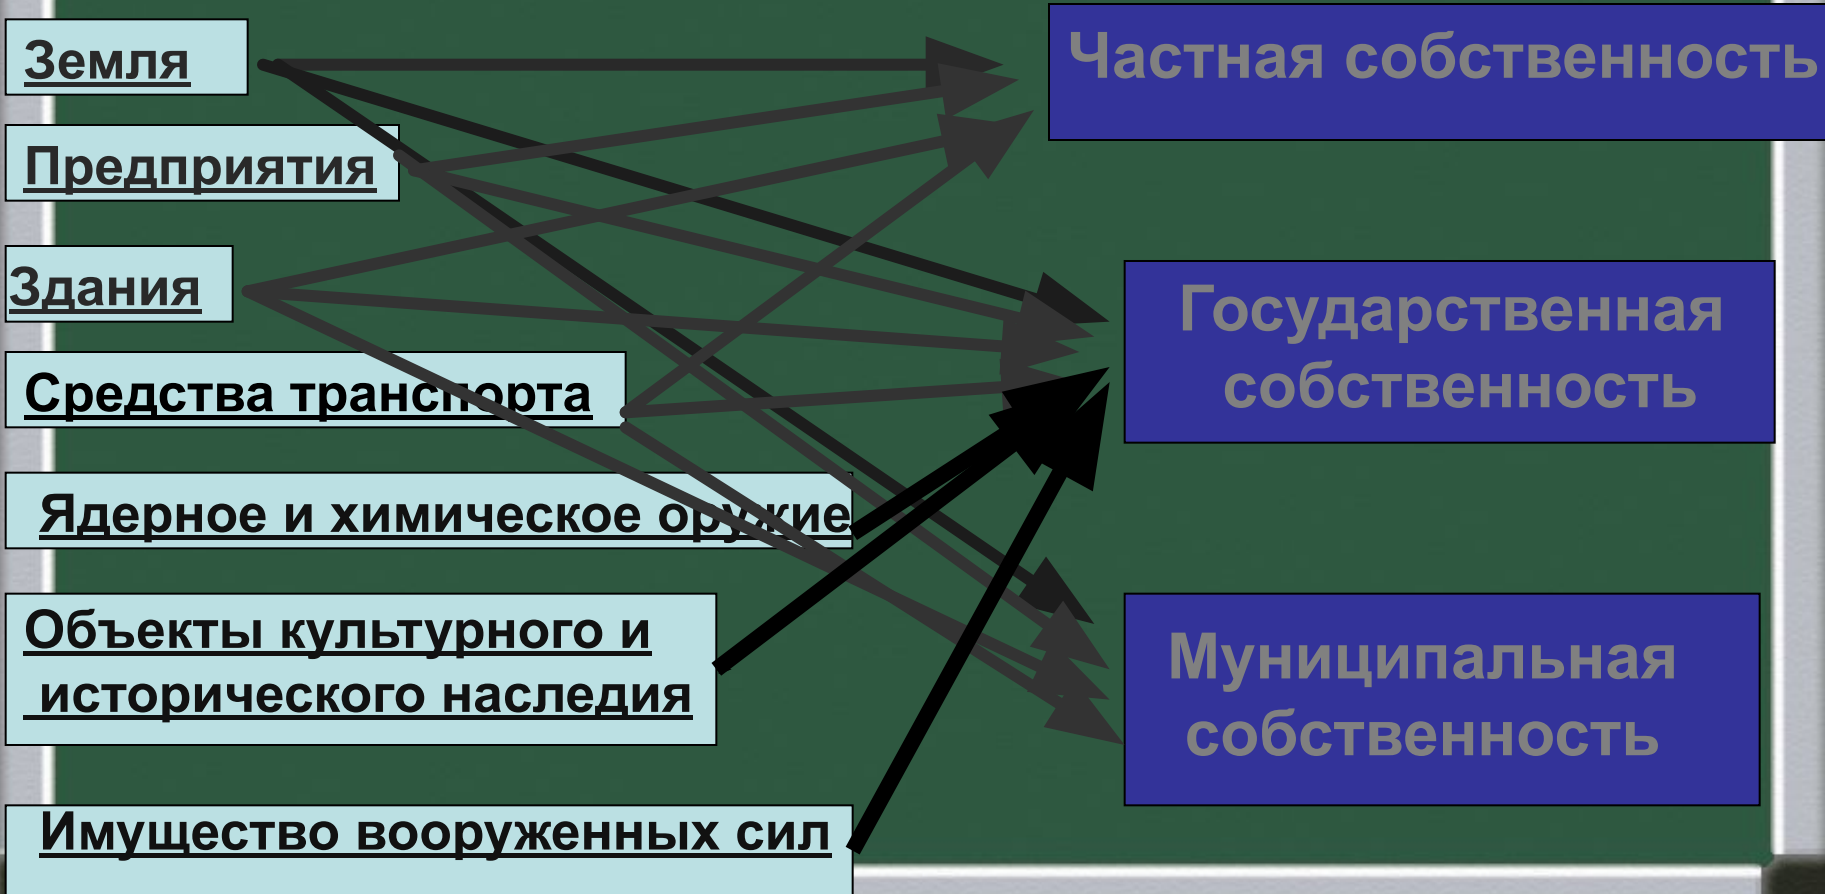 Земля
Предприятия
Здания
Средства транспорта
Ядерное и химическое оружие
Объекты культурного и
исторического наследия
Имущество вооруженных сил
Частная собственность
Государственная
собственность
Муниципальная
собственность